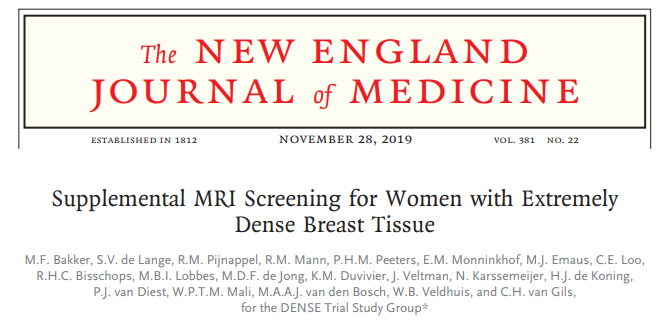 The NEW ENGLAND
JOURNAL of MEDICINE
ESTABLISHED IN 1812 NOVEMBER 28, 2019 VOL. 381 NO. 22
Supplemental MRI Screening for Women with Extremely
Dense Breast Tissue
M.F. Bakker, S.V. de Lange, R.M. Pijnappel, R.M. Mann, P.H.M. Peeters, E.M. Monninkhof, M.J. Emaus, C.E. Loo,
R.H.C. Bisschops, M.B.I. Lobbes, M.D.F. de Jong, K.M. Duvivier, J. Veltman, N. Karssemeijer, H.J. de Koning,
P.J. van Diest, W.P.T.M. Mali, M.A.A.J. van den Bosch, W.B. Veldhuis, and C.H. van Gils,
for the DENSE Trial Study Group*